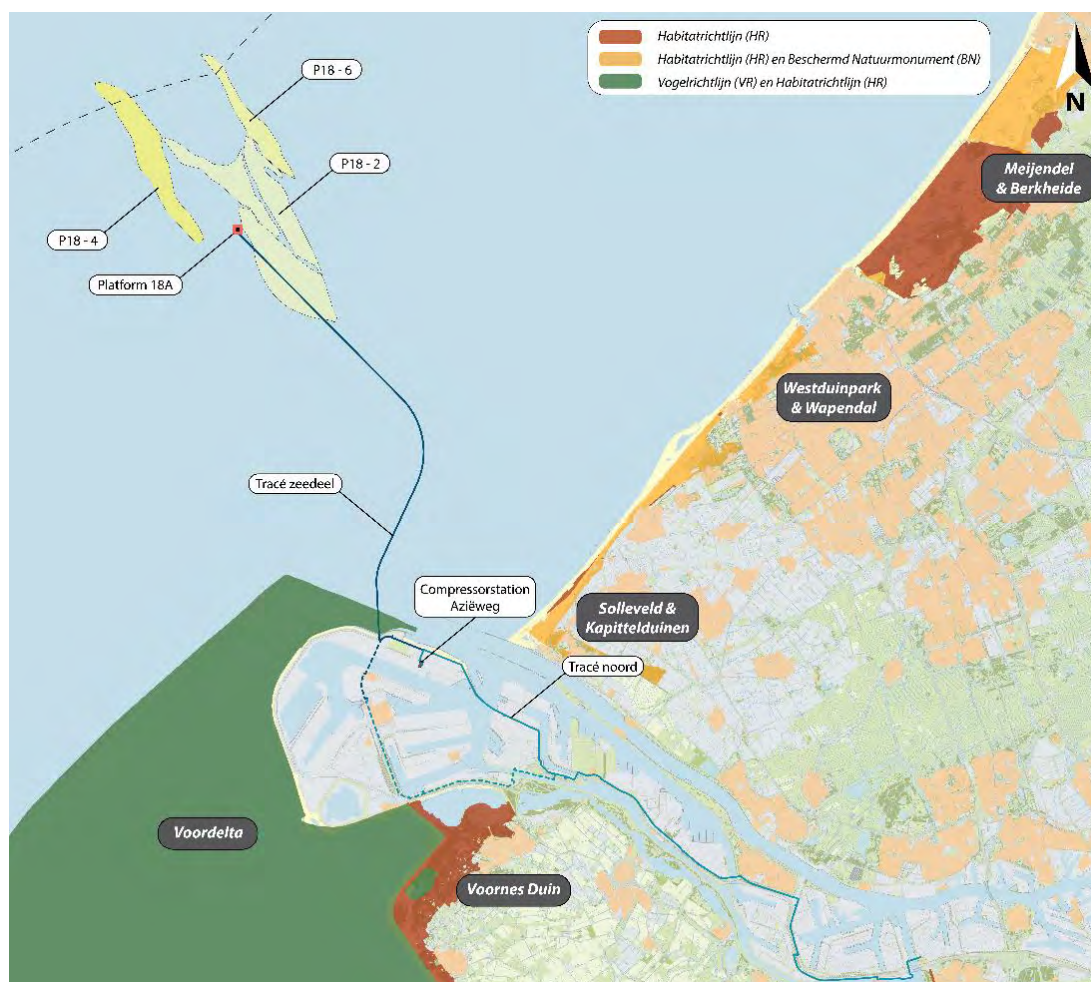 Habitatrichtlijn (HR)
Habitatrichtlijn (HR) en Beschermd Natuurmonument (BN)
Vogelrichtlijn (VR) en Habitatrichtlijn (HR)
N
P18 - 6
P18 - 2
P18 - 4
Platform 18A
Meijendel
& Berkheide
Westduinpark
& Wapendal
Tracé zeedeel
Compressorstation
Aziëweg
Solleveld &
Kapittelduinen
Tracé noord
Voordelta
Voornes Duin